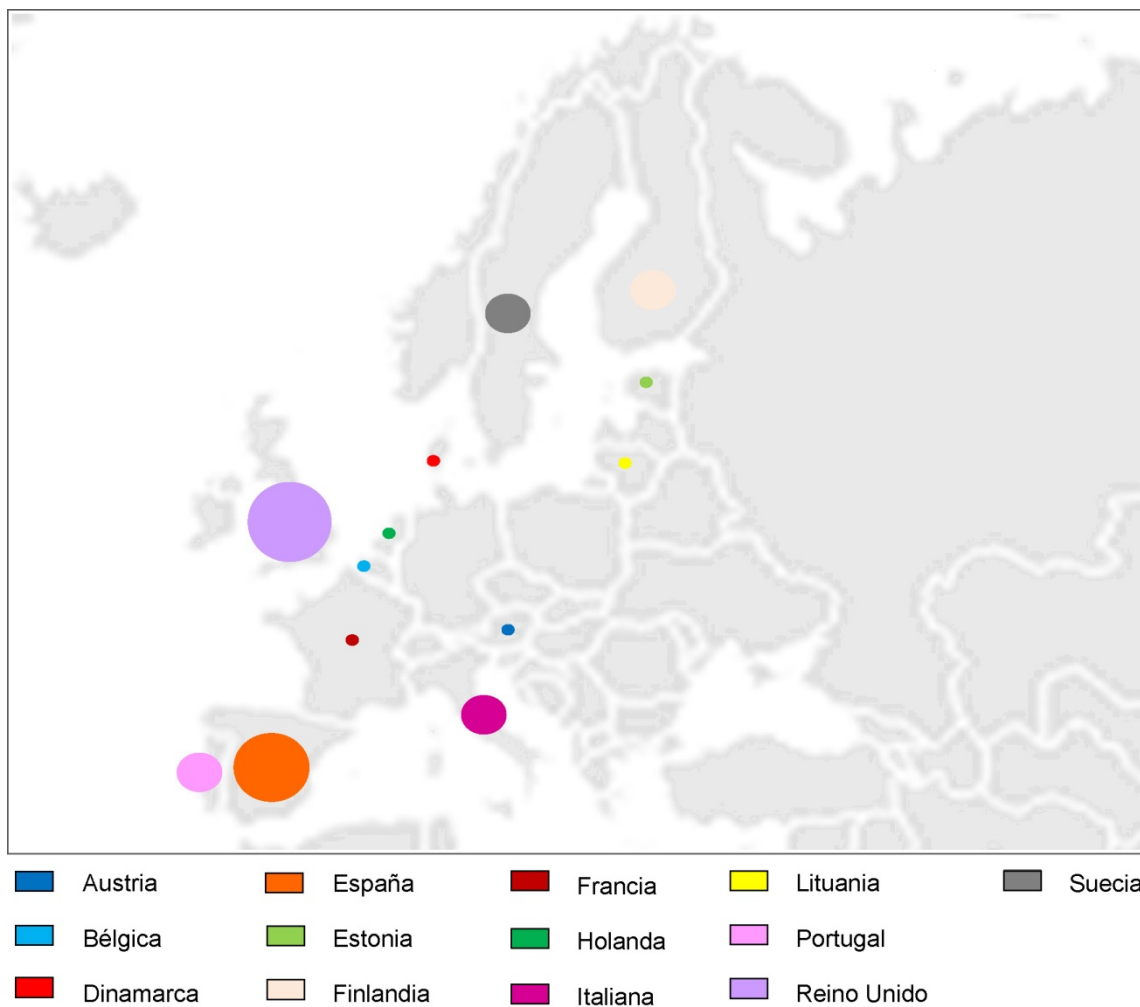 Austria España Francia Lituania Suecia
Bélgica Estonia Holanda Portugal
Dinamarca Finlandia Italiana Reino Unido